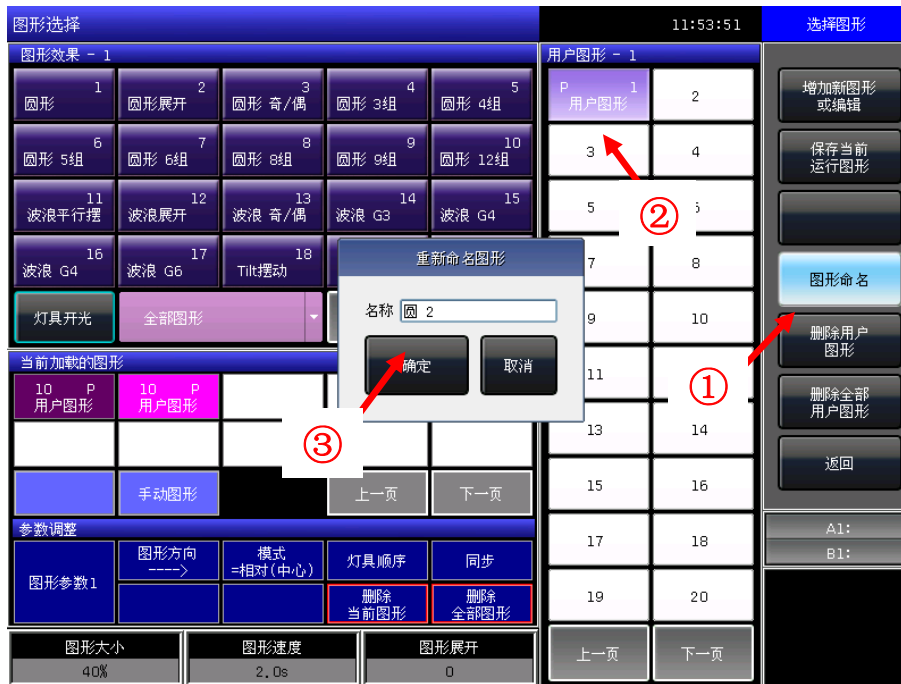 图形选择
11:53:51
选择图形
图形效果 - 1
1
圆形
2
圆形展开
3
圆形 奇/偶
4
圆形 3组
5
圆形 4组
6
圆形 5组
7
圆形 6组
8
圆形 8组
9
圆形 9组
10
圆形 12组
11
波浪平行摆
12
波浪展开
13
波浪 奇/偶
14
波浪 G3
15
波浪 G4
16
波浪 G4
17
波浪 G6
18
Tilt摆动
灯具开光
全部图形
重新命名图形
名称 圆 2
确定
取消
当前加载的图形
10 P
用户图形
10 P
用户图形
③
手动图形
上一页
下一页
参数调整
图形参数1
图形方向
---->
模式
=相对(中心)
灯具顺序
同步
删除
当前图形
删除
全部图形
图形大小
40%
图形速度
2.0s
图形展开
0
用户图形 - 1
P 1
用户图形
2
3
4
5
②
7
8
9
10
11
①
13
14
15
16
17
18
19
20
上一页
下一页
增加新图形
或编辑
保存当前
运行图形
图形命名
删除用户
图形
删除全部
用户图形
返回
A1:
B1: